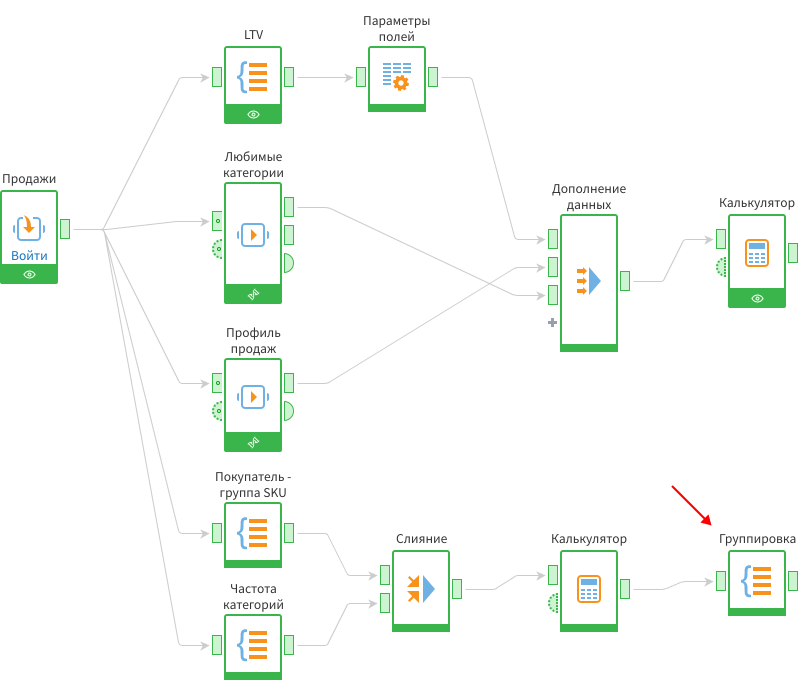 LTV
Параметры
полей
Продажи
Войти
Любимые
категории
Дополнение
данных
Калькулятор
Профиль
продаж
Покупатель -
группа SKU
Слияние
Калькулятор
Группировка
Частота
категорий